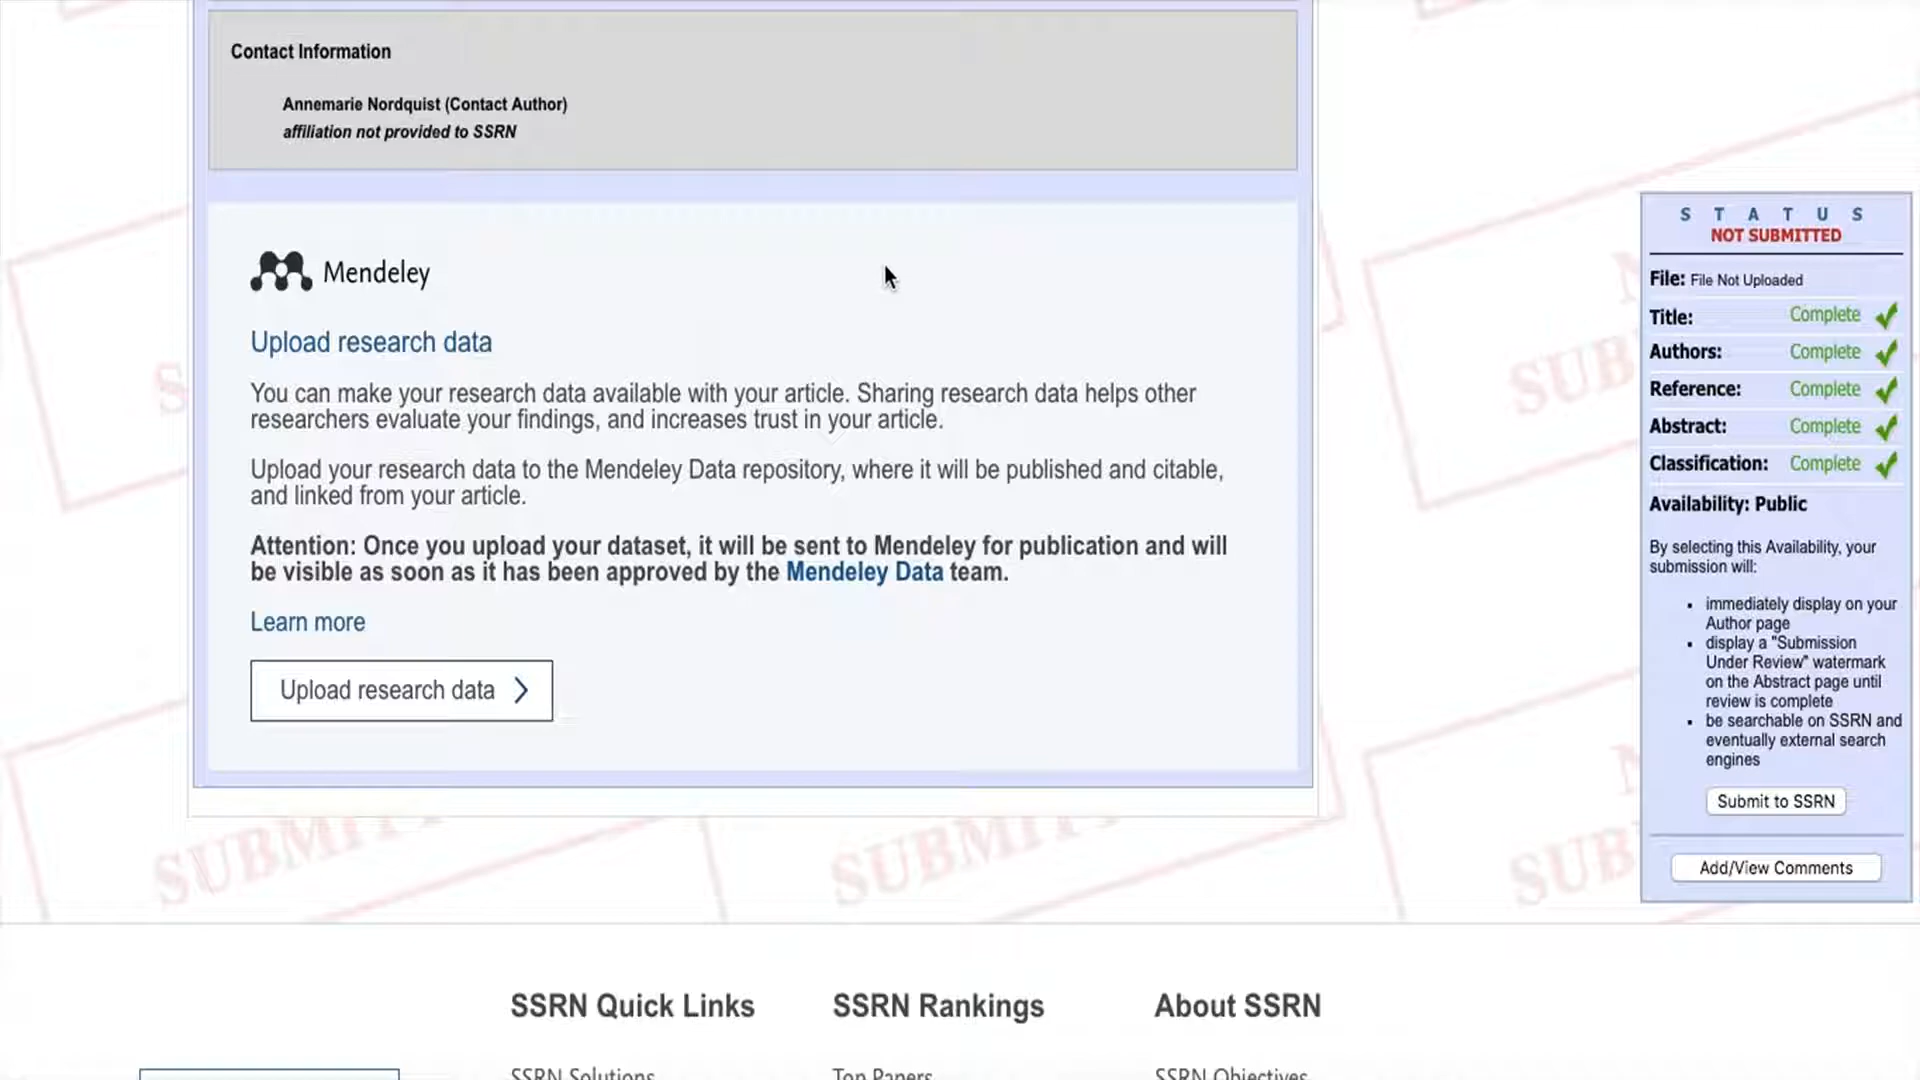 Contact Information
Annemarie Nordquist (Contact Author)
affiliation not provided to SSRN
Mendeley
Upload research data
You can make your research data available with your article. Sharing research data helps other
researchers evaluate your findings, and increases trust in your article.
Upload your research data to the Mendeley Data repository, where it will be published and citable,
and linked from your article.
Attention: Once you upload your dataset, it will be sent to Mendeley for publication and will
be visible as soon as it has been approved by the Mendeley Data team.
Learn more
Upload research data
STATUS
NOT SUBMITTED
File: File Not Uploaded
Title: Complete
Authors: Complete
Reference: Complete
Abstract: Complete
Classification: Complete
Availability: Public
By selecting this Availability, your
submission will:
immediately display on your
Author page
display a "Submission
Under Review" watermark
on the Abstract page until
review is complete
be searchable on SSRN and
eventually external search
engines
Submit to SSRN
Add/View Comments
SSRN Quick Links
SSRN Rankings
About SSRN
SSRN Solutions
Top Papers
SSRN Objectives